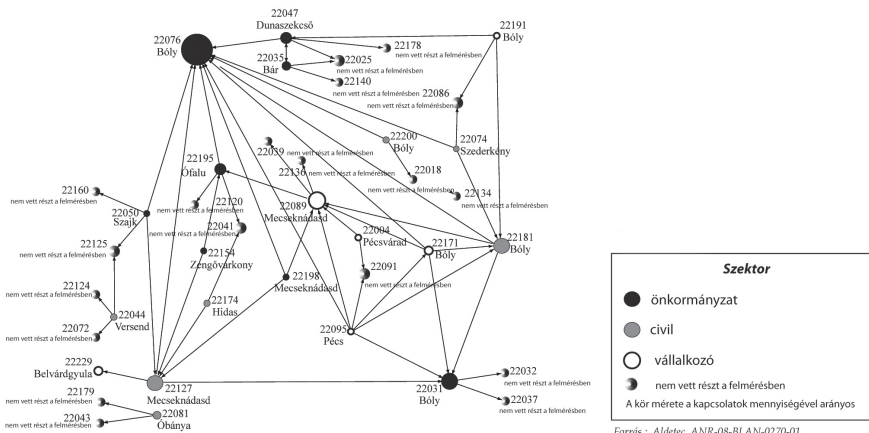 22047
Dunaszekcső
22076
Bóly
22191
Bóly
22178
nem vett részt a felmérésben
22035
Bár
22025
nem vett részt a felmérésben
22140
nem vett részt a felmérésben
22086
nem vett részt a felmérésben
22200
Bóly
22074
Szederkény
22039 nem vett részt a felmérésben
22136 nem vett részt a felmérésben
22018
nem vett részt a felmérésben
22134
nem vett részt a felmérésben
22195
Ófalu
22160
nem vett részt a felmérésben
22120
nem vett részt a felmérésben
22089
Mecseknádasd
22050
Szajk
22041
nem vett részt a felmérésben
22004
Pécsvárad
22171
Bóly
22181
Bóly
22125
nem vett részt a felmérésben
22154
Zengővárkony
22198
Mecseknádasd
22091
nem vett részt a felmérésben
22124
nem vett részt a felmérésben
22174
Hidas
22044
Versend
22072
nem vett részt a felmérésben
22095
Pécs
22229
Belvárdgyula
22127
Mecseknádasd
22031
Bóly
22032
nem vett részt a felmérésben
22037
nem vett részt a felmérésben
22179
nem vett részt a felmérésben
22081
Óbánya
22043
nem vett részt a felmérésben
Szektor
önkormányzat
civil
vállalkozó
nem vett részt a felmérésben
A kör mérete a kapcsolatok mennyiségével arányos
Forrás : Aldetec, ANR-08-BLAN-0270-01